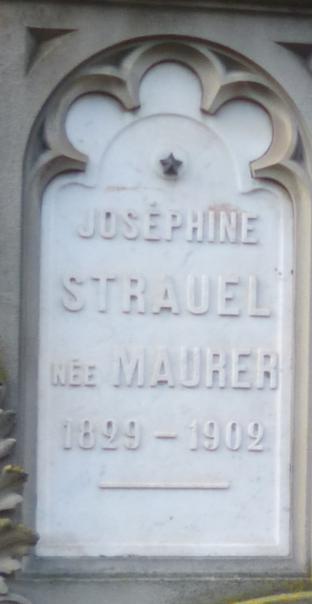 JOSÉPHINE
STRAUEL
NÉE MAURER
1829 – 1902